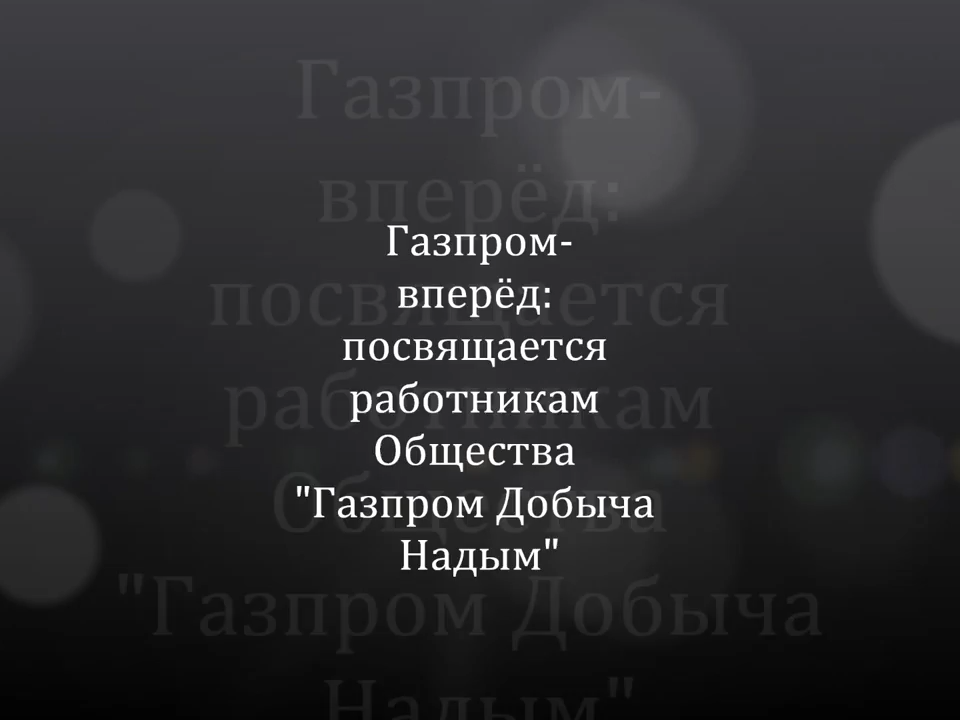 Газпром-
вперёд:
посвящается
работникам
Общества
"Газпром Добыча
Надым"